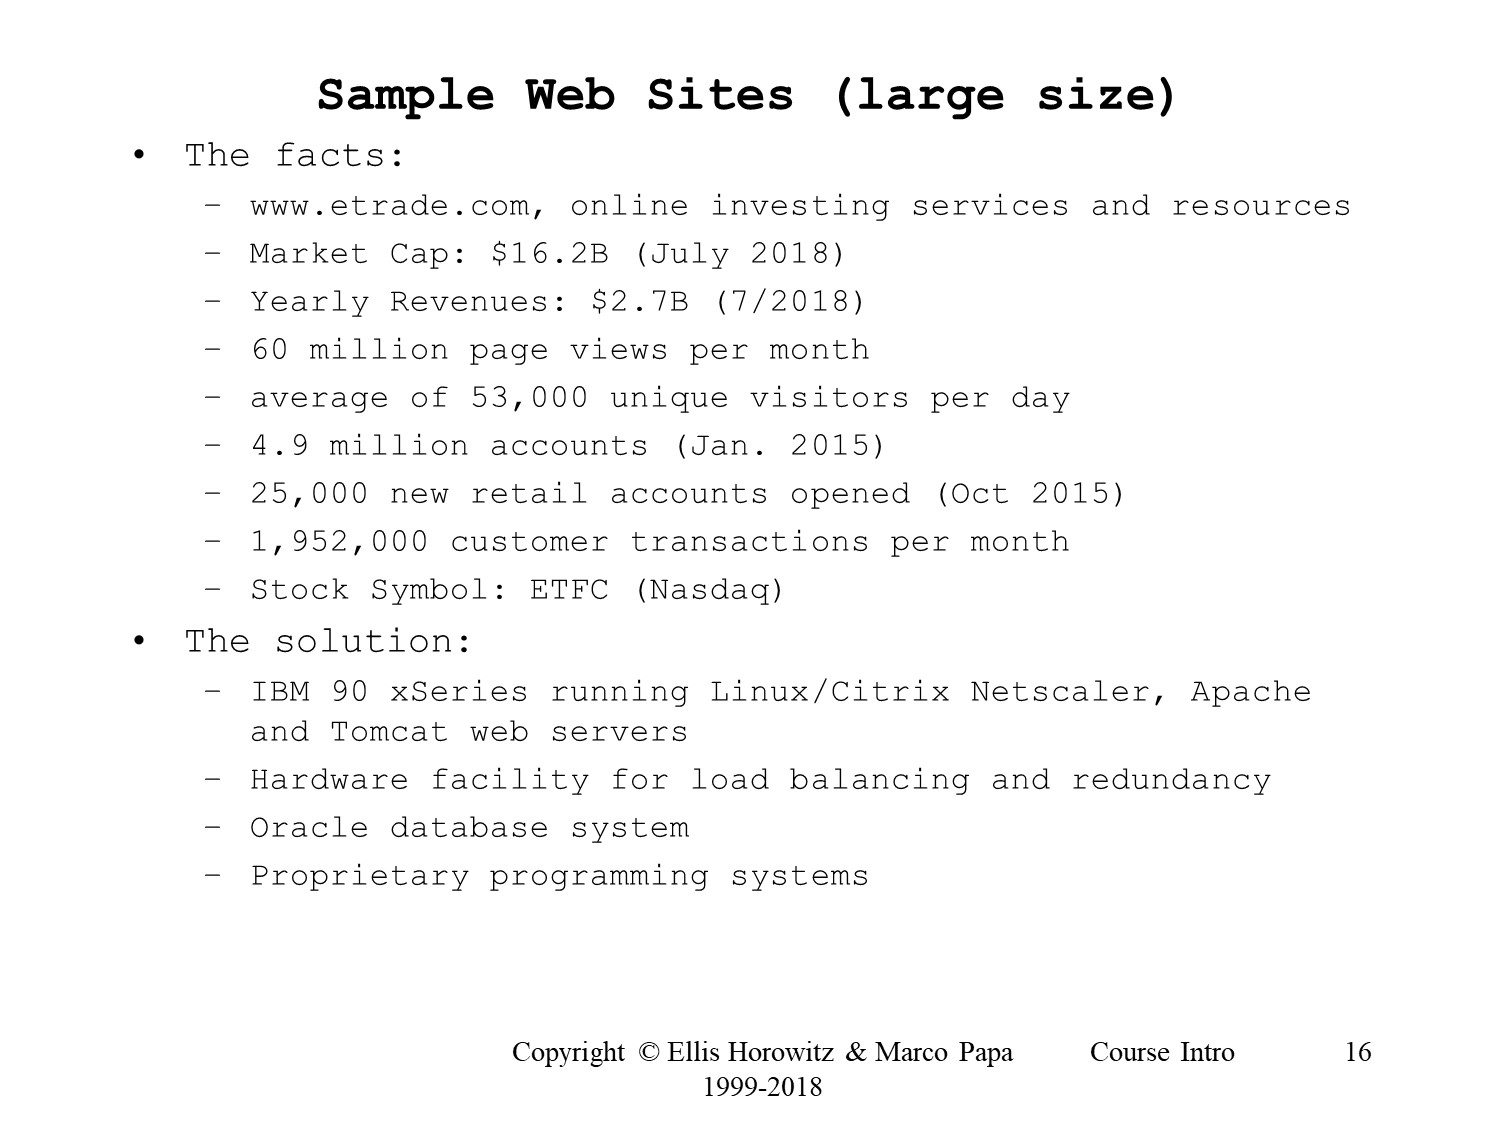 Sample Web Sites (large size)
• The facts:
– www.etrade.com, online investing services and resources
– Market Cap: $16.2B (July 2018)
– Yearly Revenues: $2.7B (7/2018)
– 60 million page views per month
– average of 53,000 unique visitors per day
– 4.9 million accounts (Jan. 2015)
– 25,000 new retail accounts opened (Oct 2015)
– 1,952,000 customer transactions per month
– Stock Symbol: ETFC (Nasdaq)
• The solution:
– IBM 90 xSeries running Linux/Citrix Netscaler, Apache
and Tomcat web servers
– Hardware facility for load balancing and redundancy
– Oracle database system
– Proprietary programming systems
Copyright © Ellis Horowitz & Marco Papa Course Intro 16
1999-2018